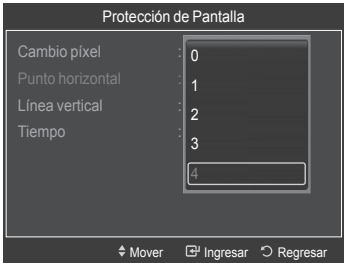 Protección de Pantalla
Cambio píxel :
Punto horizontal :
Línea vertical :
Tiempo :
0
1
2
3
4
Mover Ingresar Regresar